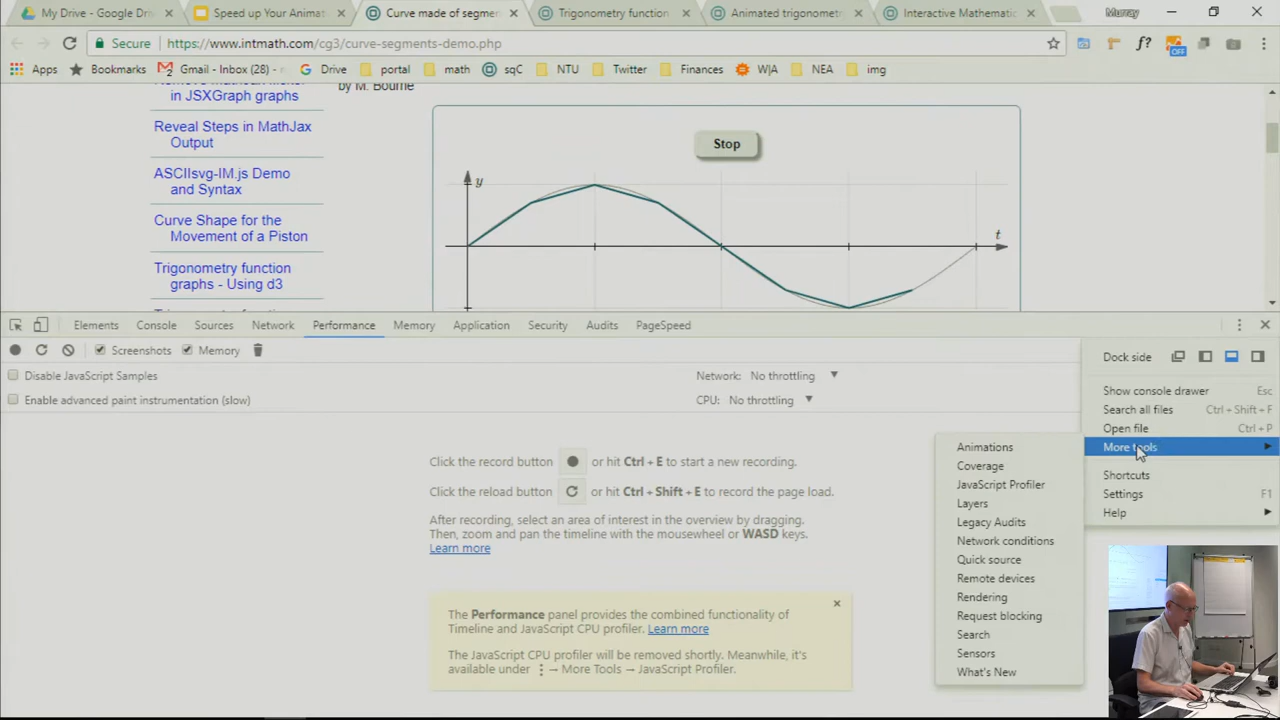 My Drive - Google Dri
Speed up Your Animat
Curve made of segmen
Trigonometry function
Animated trigonomet
Interactive Mathematic
Murray
Secure
https://www.intmath.com/cg3/curve-segments-demo.php
f?
OFF
Apps
Bookmarks
Gmail - Inbox (28) -
Drive
portal
math
sqC
NTU
Twitter
Finances
WJA
NEA
img
in JSXGraph graphs
Reveal Steps in MathJax
Output
ASCIIsvg-IM.js Demo
and Syntax
Curve Shape for the
Movement of a Piston
Trigonometry function
graphs - Using d3
by M. Bourne
Stop
y
t
Elements
Console
Sources
Network
Performance
Memory
Application
Security
Audits
PageSpeed
Screenshots
Memory
Disable JavaScript Samples
Network: No throttling
Enable advanced paint instrumentation (slow)
CPU: No throttling
Click the record button or hit Ctrl + E to start a new recording.
Click the reload button or hit Ctrl + Shift + E to record the page load.
After recording, select an area of interest in the overview by dragging.
Then, zoom and pan the timeline with the mousewheel or WASD keys.
Learn more
The Performance panel provides the combined functionality of
Timeline and JavaScript CPU profiler. Learn more
The JavaScript CPU profiler will be removed shortly. Meanwhile, it's
available under ⋮ → More Tools → JavaScript Profiler.
Dock side
Show console drawer Esc
Search all files Ctrl + Shift + F
Open file Ctrl + P
More tools
Shortcuts
Settings F1
Help
Animations
Coverage
JavaScript Profiler
Layers
Legacy Audits
Network conditions
Quick source
Remote devices
Rendering
Request blocking
Search
Sensors
What's New